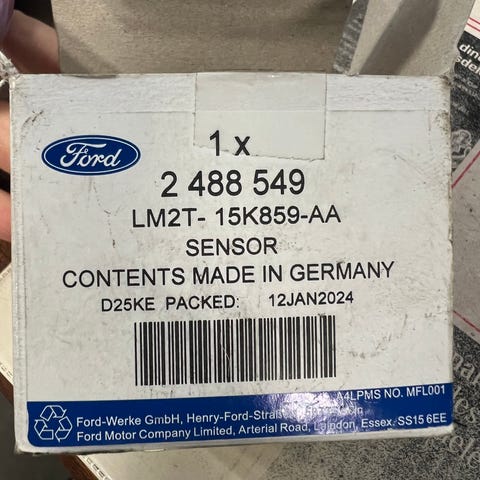 Ford
1 x
2 488 549
LM2T- 15K859-AA
SENSOR
CONTENTS MADE IN GERMANY
D25KE PACKED: 12JAN2024
A4LPMS NO. MFL001
Ford-Werke GmbH, Henry-Ford-Straße
Ford Motor Company Limited, Arterial Road, Laindon, Essex. SS15 6EE